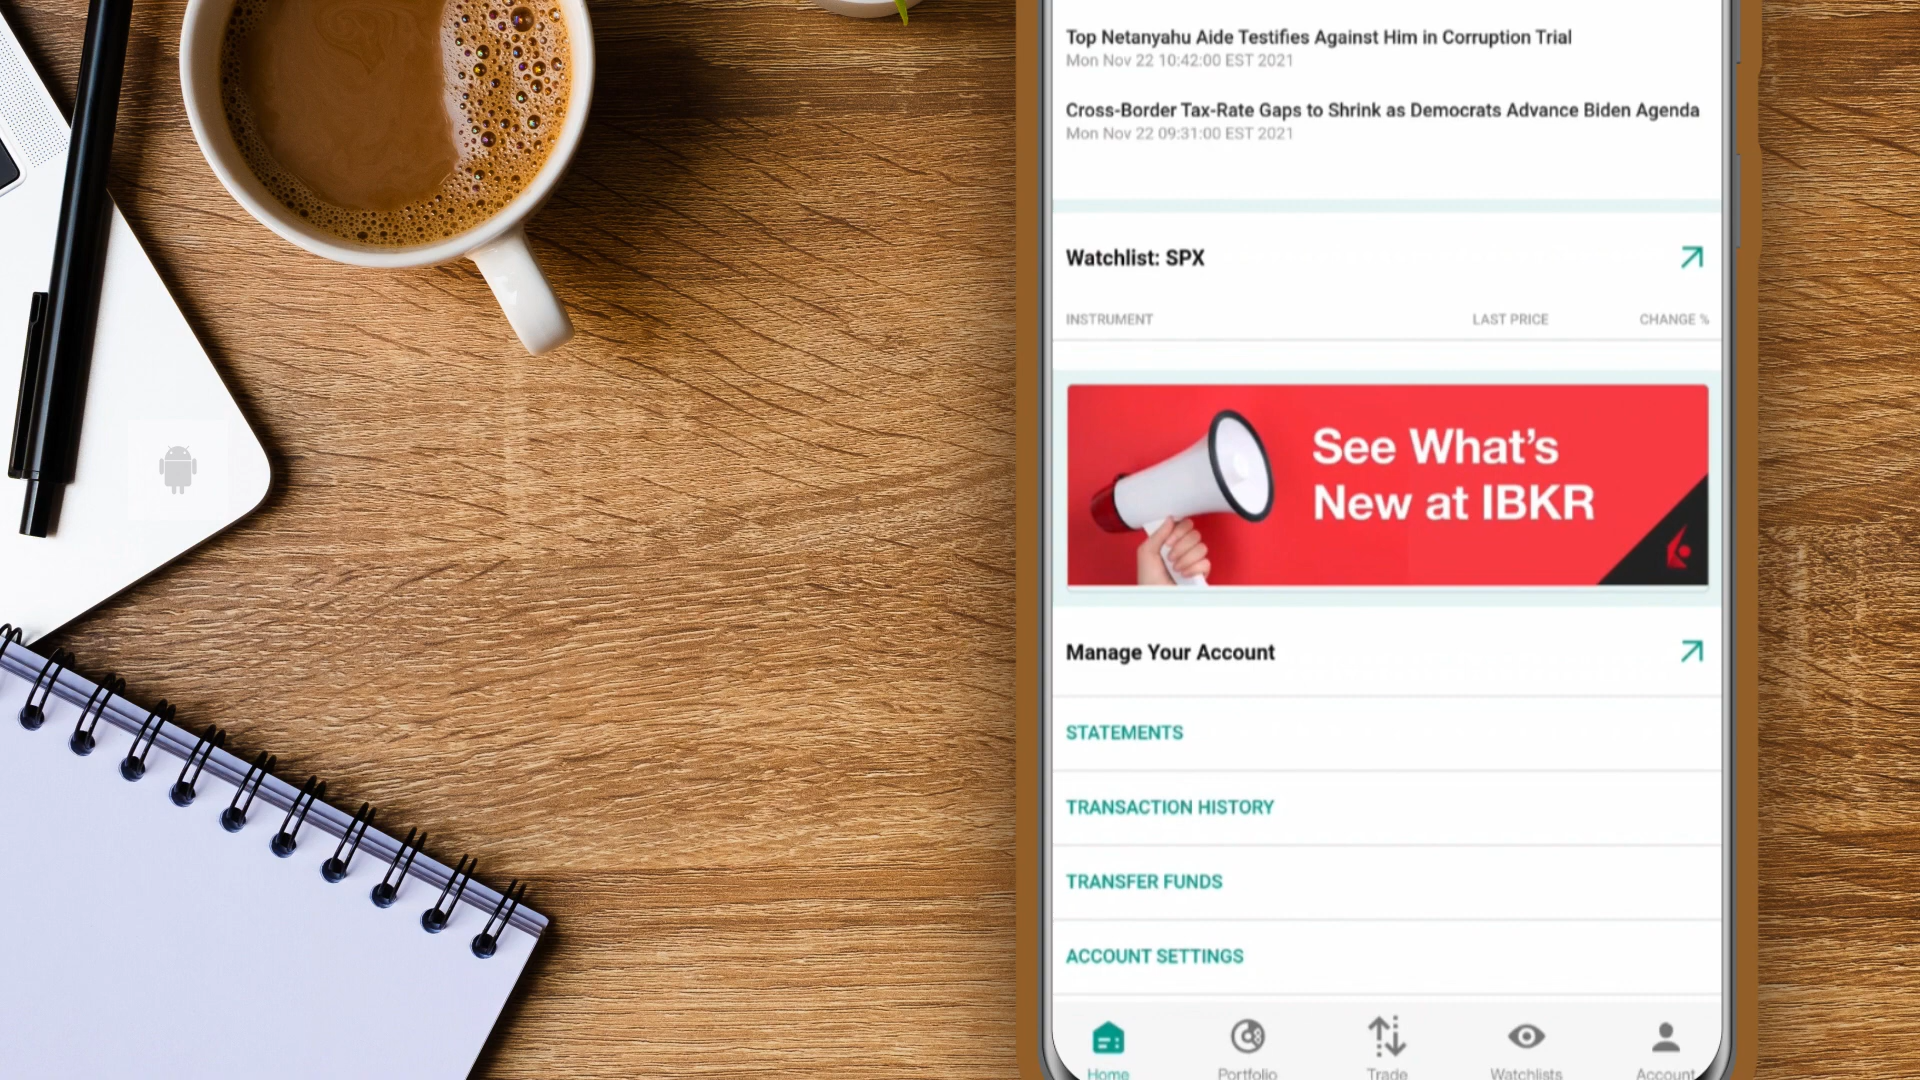 Top Netanyahu Aide Testifies Against Him in Corruption Trial
Mon Nov 22 10:42:00 EST 2021
Cross-Border Tax-Rate Gaps to Shrink as Democrats Advance Biden Agenda
Mon Nov 22 09:31:00 EST 2021
Watchlist: SPX
INSTRUMENT LAST PRICE CHANGE %
See What's
New at IBKR
Manage Your Account
STATEMENTS
TRANSACTION HISTORY
TRANSFER FUNDS
ACCOUNT SETTINGS
Home Portfolio Trade Watchlists Account